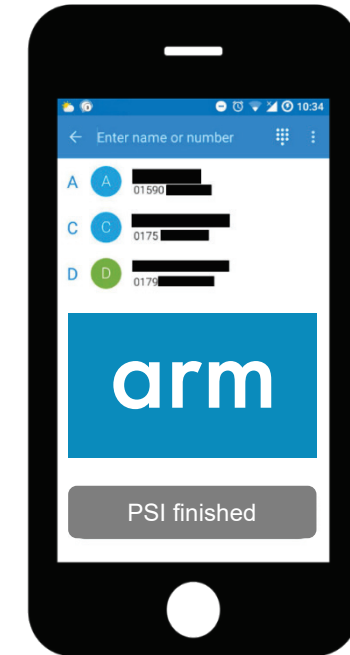 10:34
Enter name or number
A A
01590
C C
0175
D D
0179
arm
PSI finished